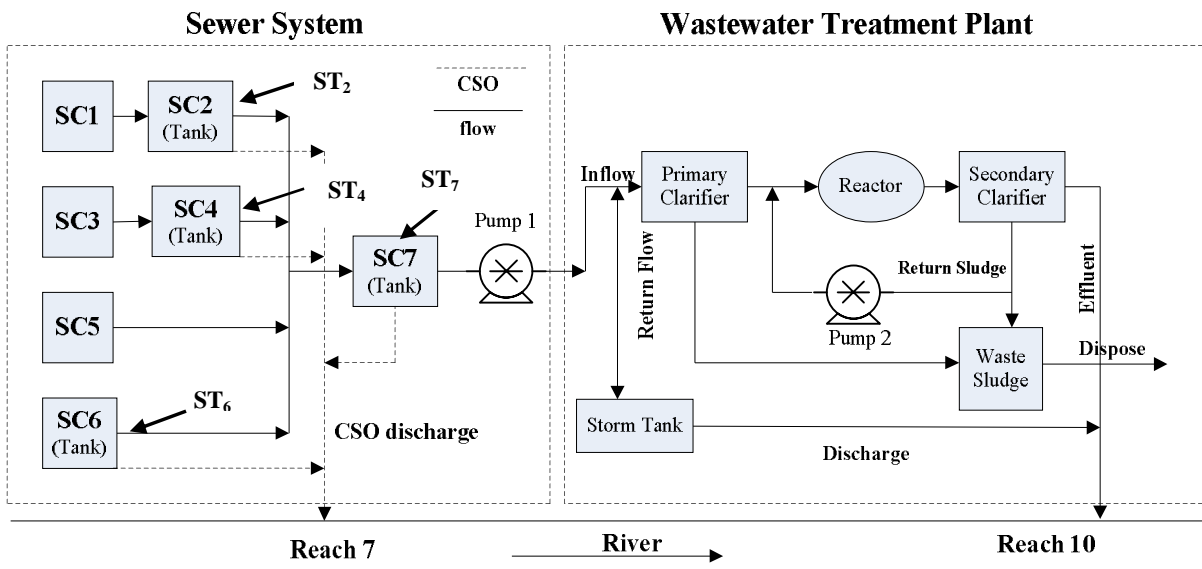 Sewer System
Wastewater Treatment Plant
SC1
SC2
(Tank)
ST2
CSO
flow
SC3
SC4
(Tank)
ST4
ST7
SC7
(Tank)
Pump 1
SC5
SC6
(Tank)
ST6
CSO discharge
Inflow
Primary
Clarifier
Reactor
Secondary
Clarifier
Return Flow
Return Sludge
Pump 2
Effluent
Waste
Sludge
Dispose
Storm Tank
Discharge
Reach 7
River
Reach 10